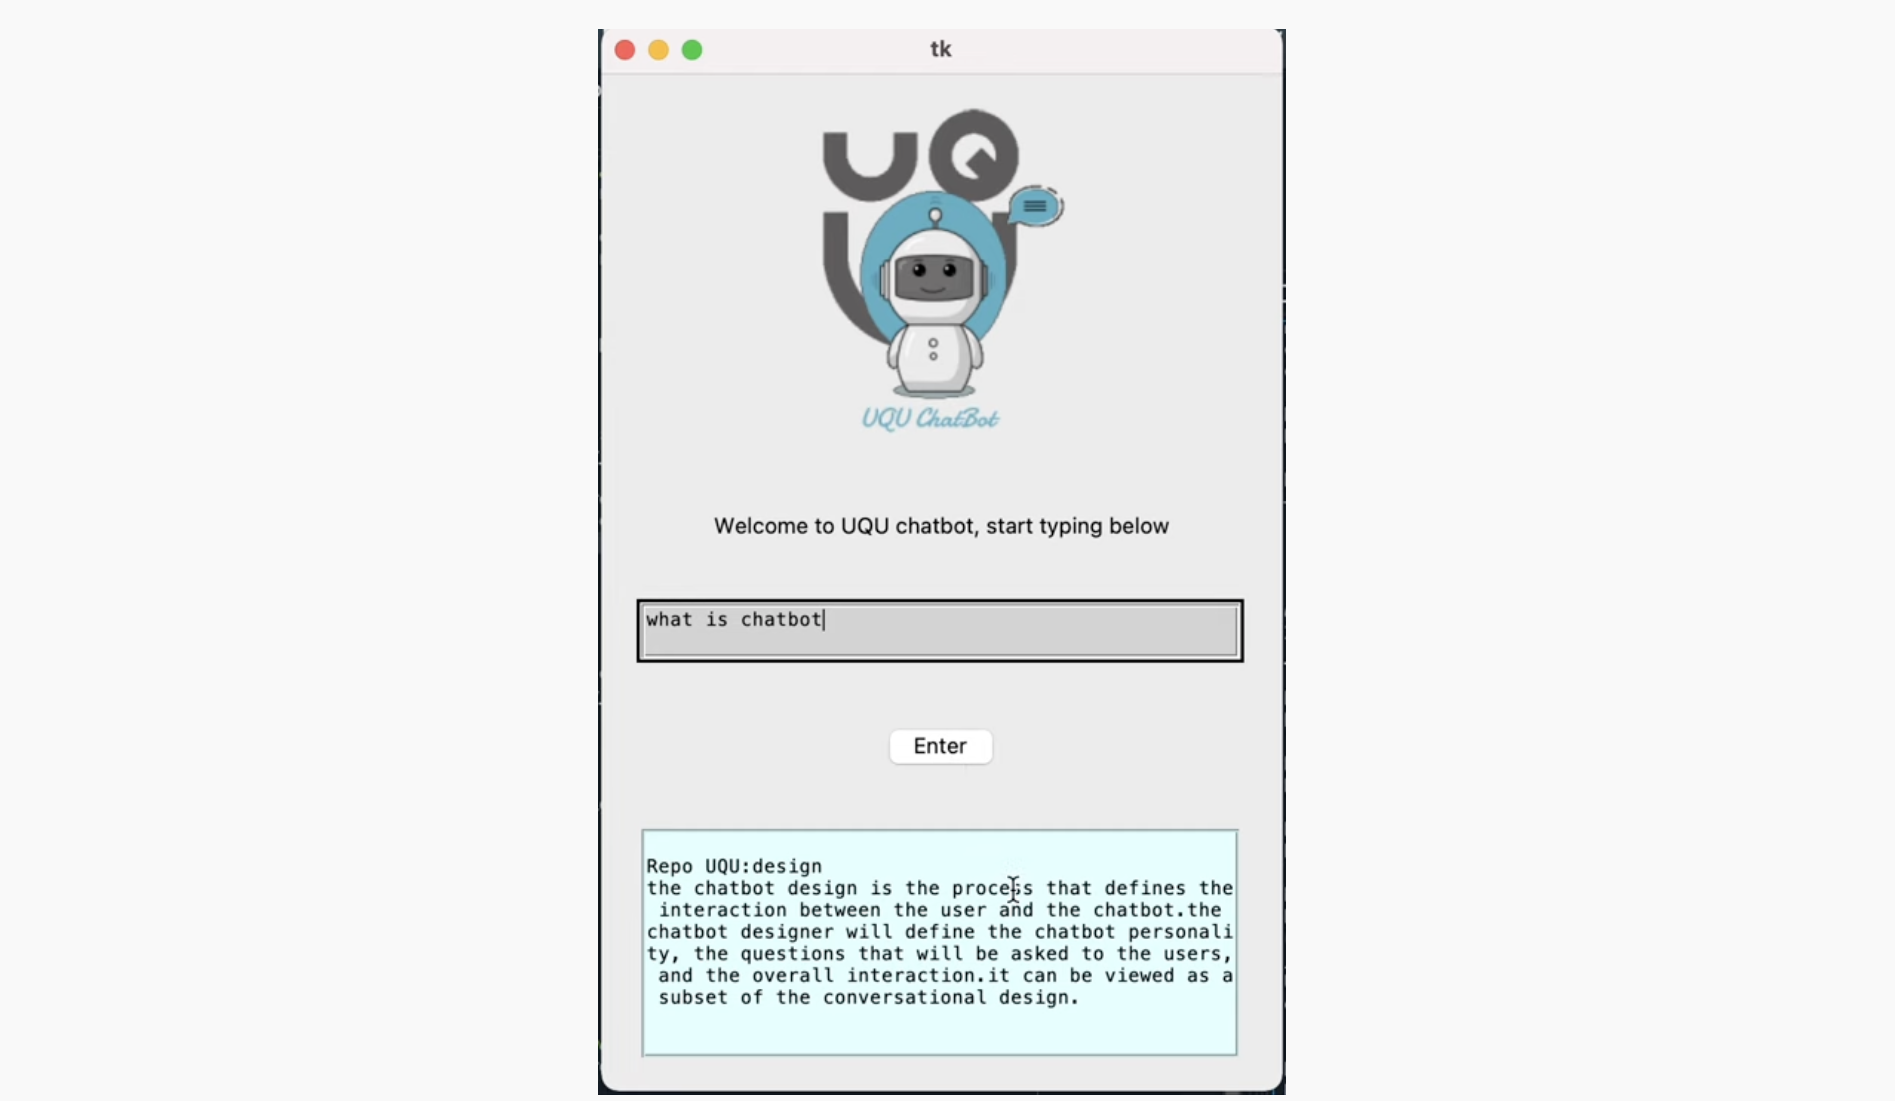 tk
UQ
U
UQU ChatBot
Welcome to UQU chatbot, start typing below
what is chatbot
Enter
Repo UQU:design
the chatbot design is the process that defines the
interaction between the user and the chatbot.the
chatbot designer will define the chatbot personali
ty, the questions that will be asked to the users,
and the overall interaction.it can be viewed as a
subset of the conversational design.